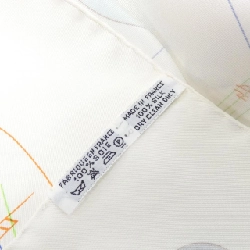 FABRIQUE EN FRANCE
100% SOIE
MADE IN FRANCE
100% SILK
DRY CLEAN ONLY